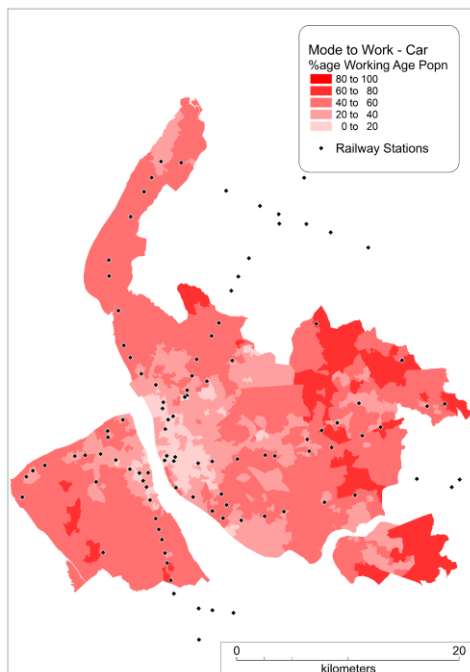 Mode to Work - Car
%age Working Age Popn
80 to 100
60 to 80
40 to 60
20 to 40
0 to 20
Railway Stations
0 20
kilometers